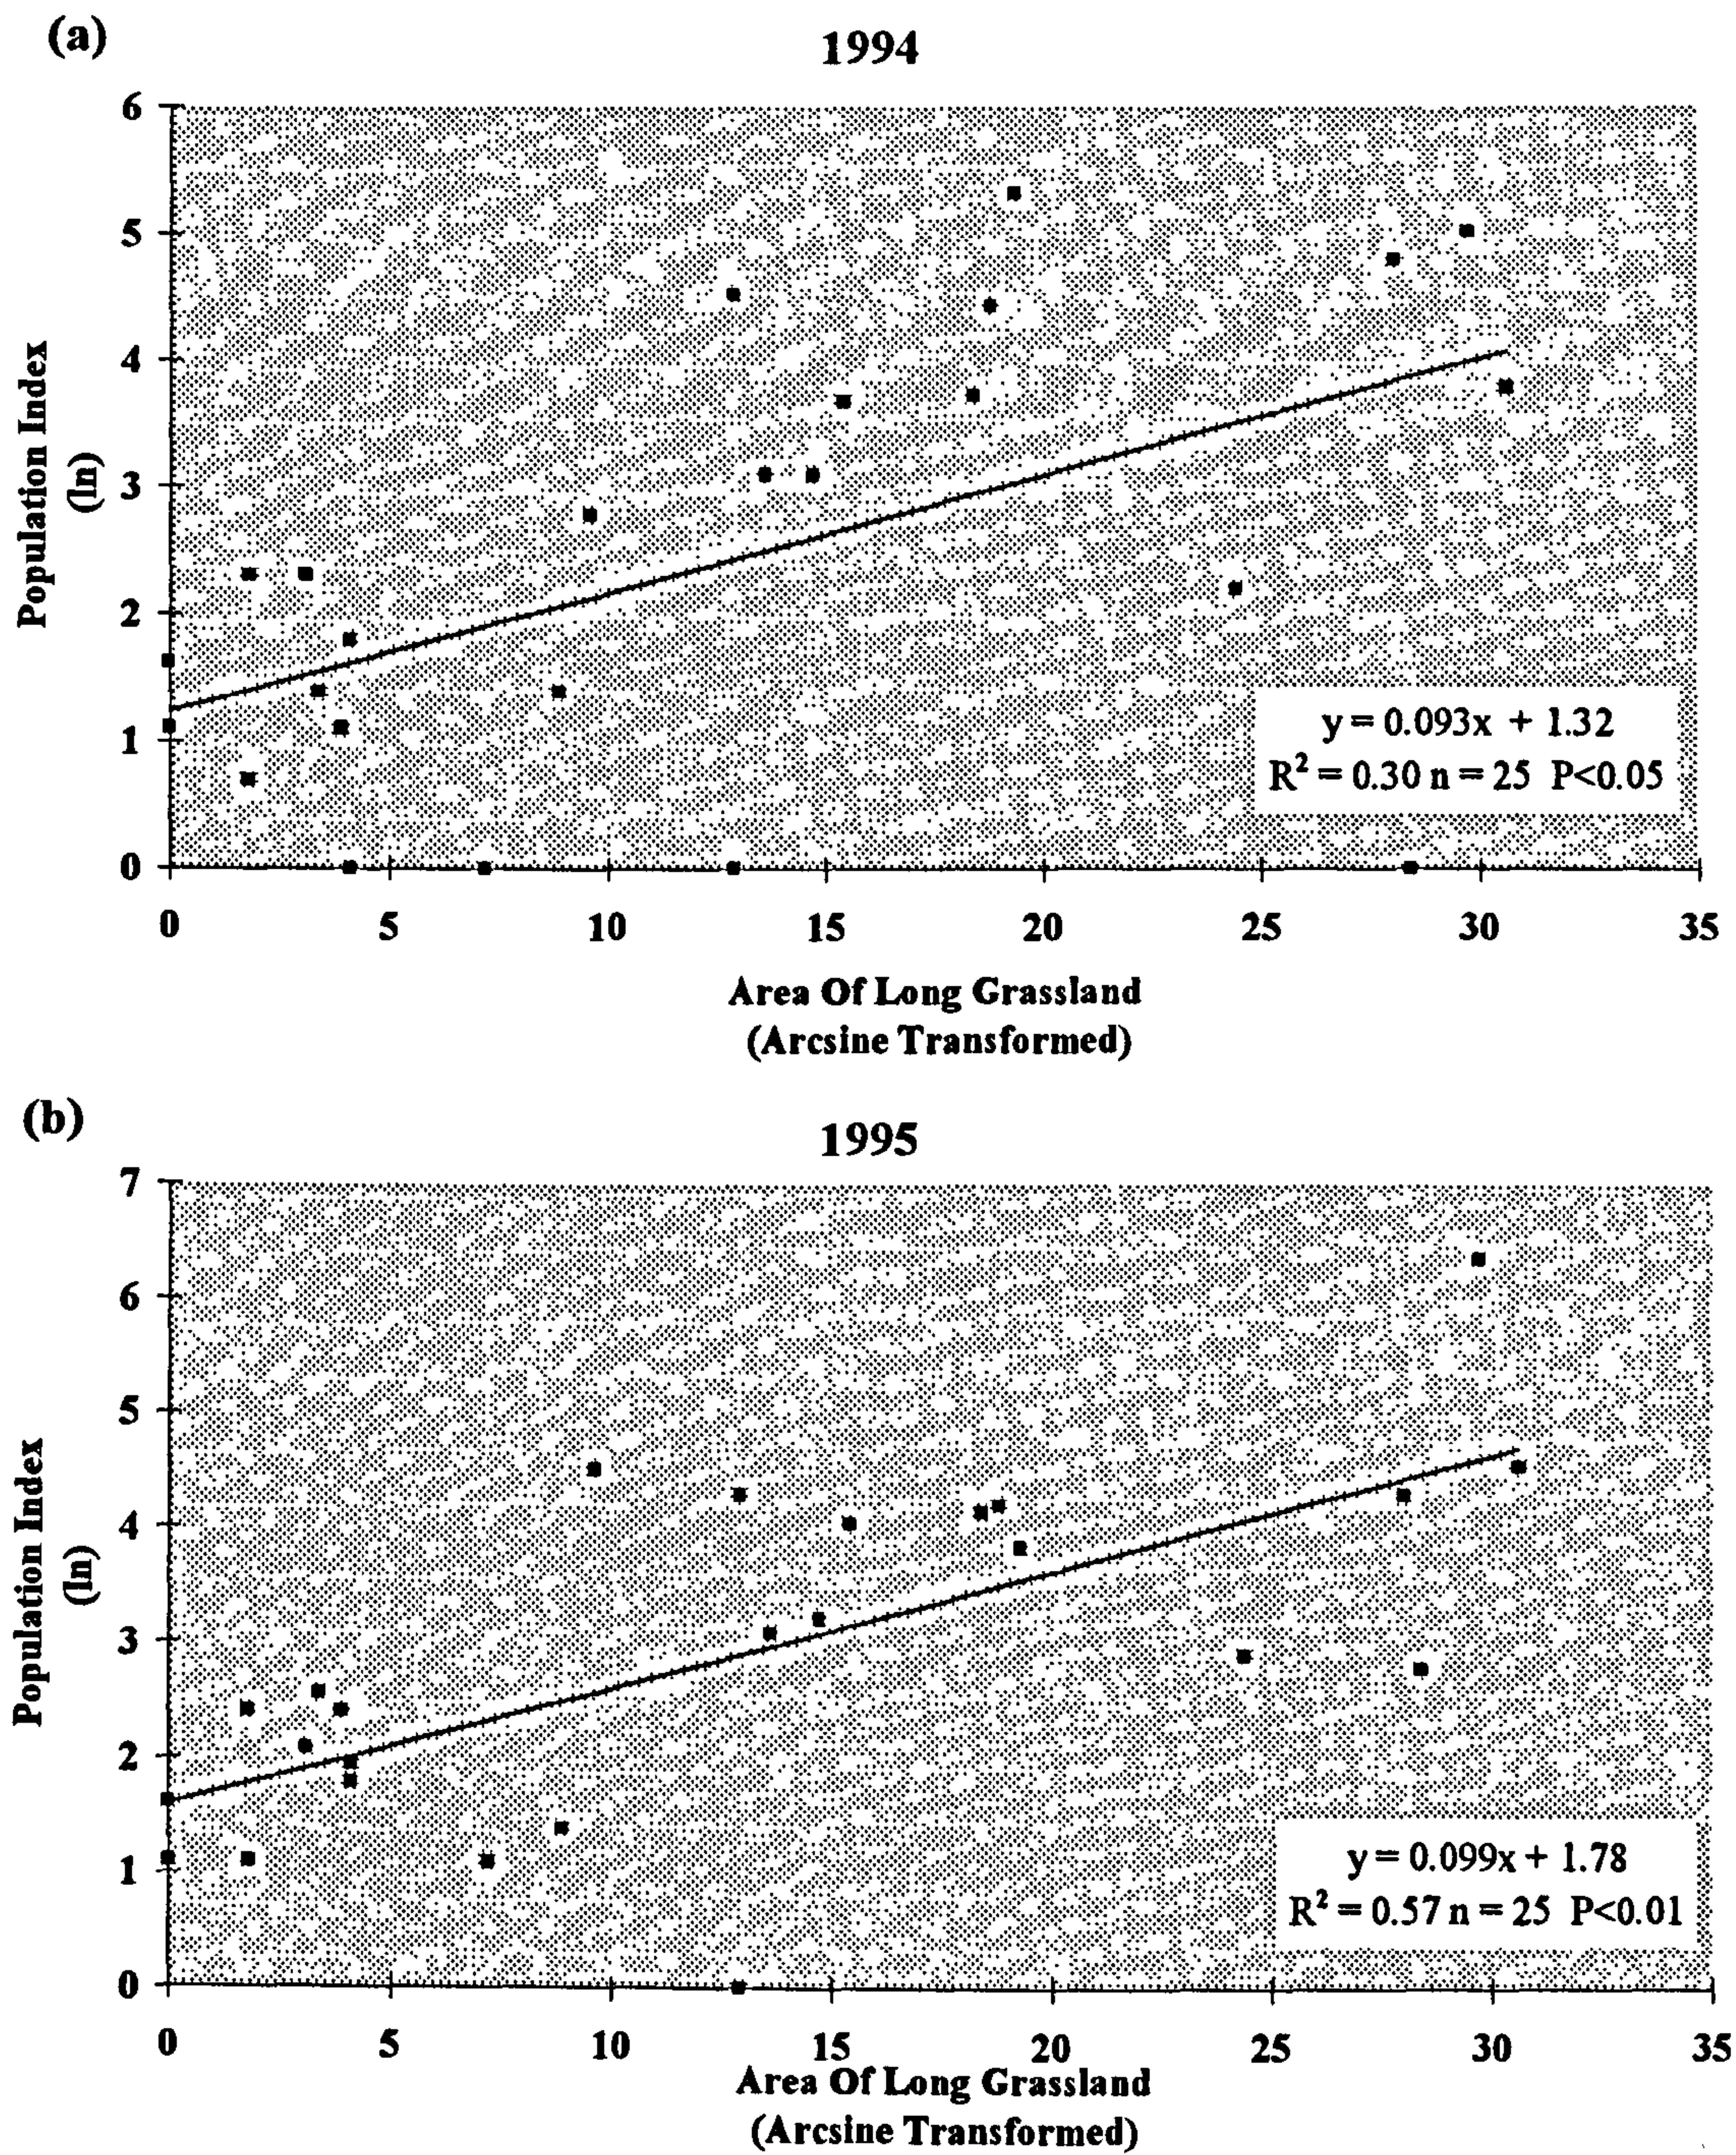 (a)
1994
6
5
4
3
2
1
0
Population Index
(ln)
y = 0.093x + 1.32
R² = 0.30 n = 25 P<0.05
0 5 10 15 20 25 30 35
Area Of Long Grassland
(Arcsine Transformed)
(b)
1995
7
6
5
4
3
2
1
0
Population Index
(ln)
y = 0.099x + 1.78
R² = 0.57 n = 25 P<0.01
0 5 10 15 20 25 30 35
Area Of Long Grassland
(Arcsine Transformed)